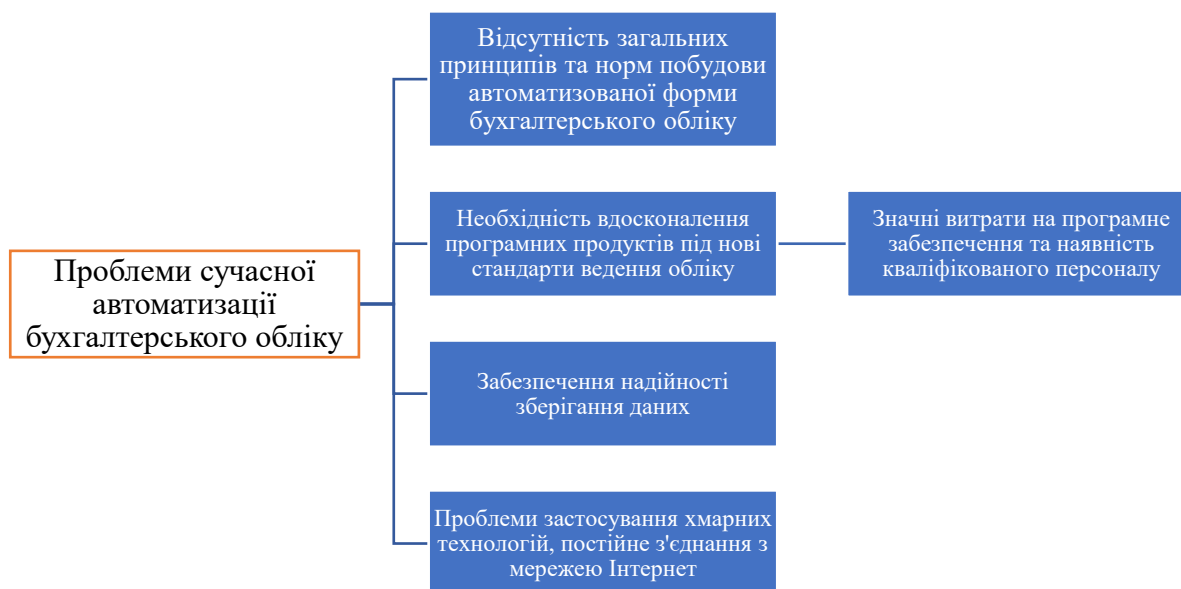 Проблеми сучасної
автоматизації
бухгалтерського обліку
Відсутність загальних
принципів та норм побудови
автоматизованої форми
бухгалтерського обліку
Необхідність вдосконалення
програмних продуктів під нові
стандарти ведення обліку
Значні витрати на програмне
забезпечення та наявність
кваліфікованого персоналу
Забезпечення надійності
зберігання даних
Проблеми застосування хмарних
технологій, постійне з'єднання з
мережею Інтернет